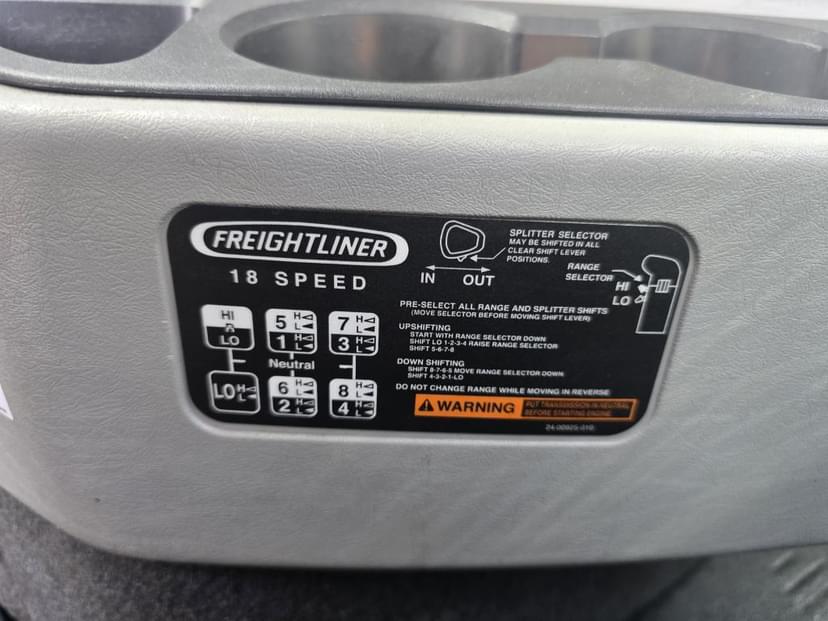 FREIGHTLINER
18 SPEED
IN OUT
SPLITTER SELECTOR
MAY BE SHIFTED IN ALL
CLEAR SHIFT LEVER
POSITIONS.
RANGE
SELECTOR
HI
LO
HI
R
LO
5 H L
1 H L
7 H L
3 H L
Neutral
LO H L
6 H L
2 H L
8 H L
4 H L
PRE-SELECT ALL RANGE AND SPLITTER SHIFTS
(MOVE SELECTOR BEFORE MOVING SHIFT LEVER)
UPSHIFTING
START WITH RANGE SELECTOR DOWN
SHIFT LO 1-2-3-4 RAISE RANGE SELECTOR
SHIFT 5-6-7-8
DOWN SHIFTING
SHIFT 8-7-6-5 MOVE RANGE SELECTOR DOWN
SHIFT 4-3-2-1-LO
DO NOT CHANGE RANGE WHILE MOVING IN REVERSE
WARNING
PUT TRANSMISSION IN NEUTRAL
BEFORE STARTING ENGINE